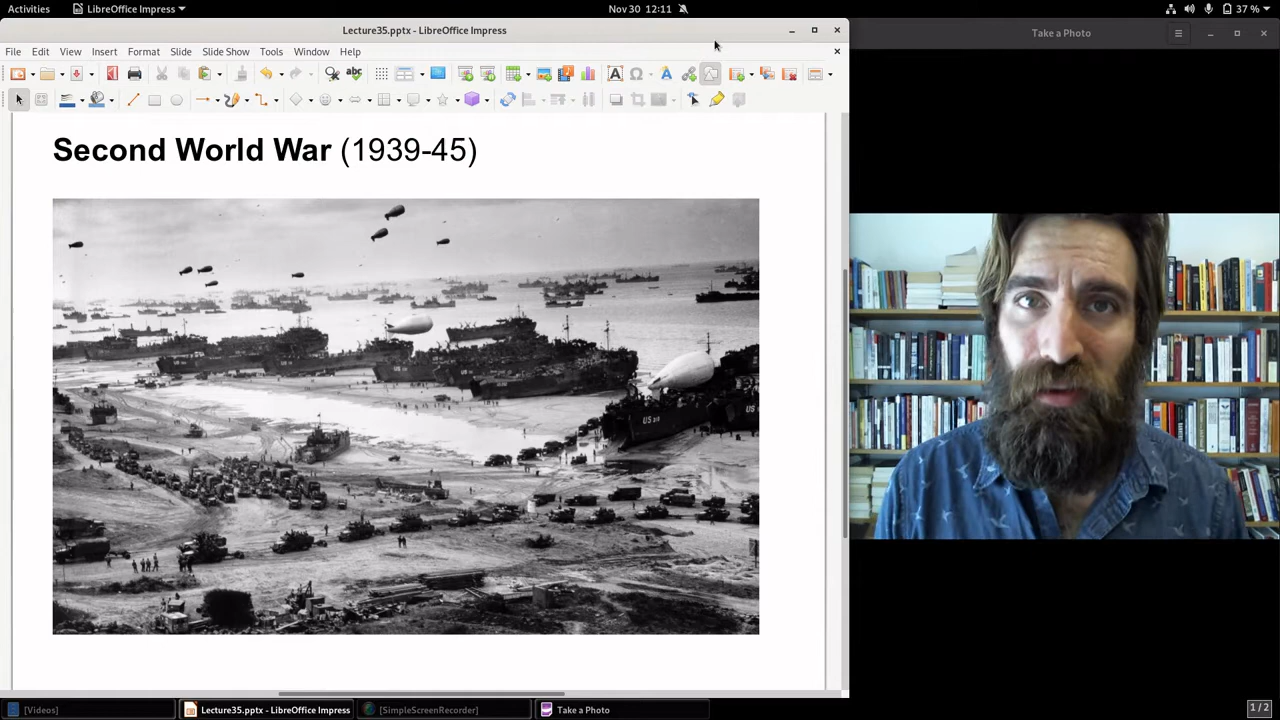 Activities
LibreOffice Impress
Nov 30 12:11
37 %
Lecture35.pptx - LibreOffice Impress
Take a Photo
File Edit View Insert Format Slide Slide Show Tools Window Help
Second World War (1939-45)
[Videos]
Lecture35.pptx - LibreOffice Impress
[SimpleScreenRecorder]
Take a Photo
1 / 2